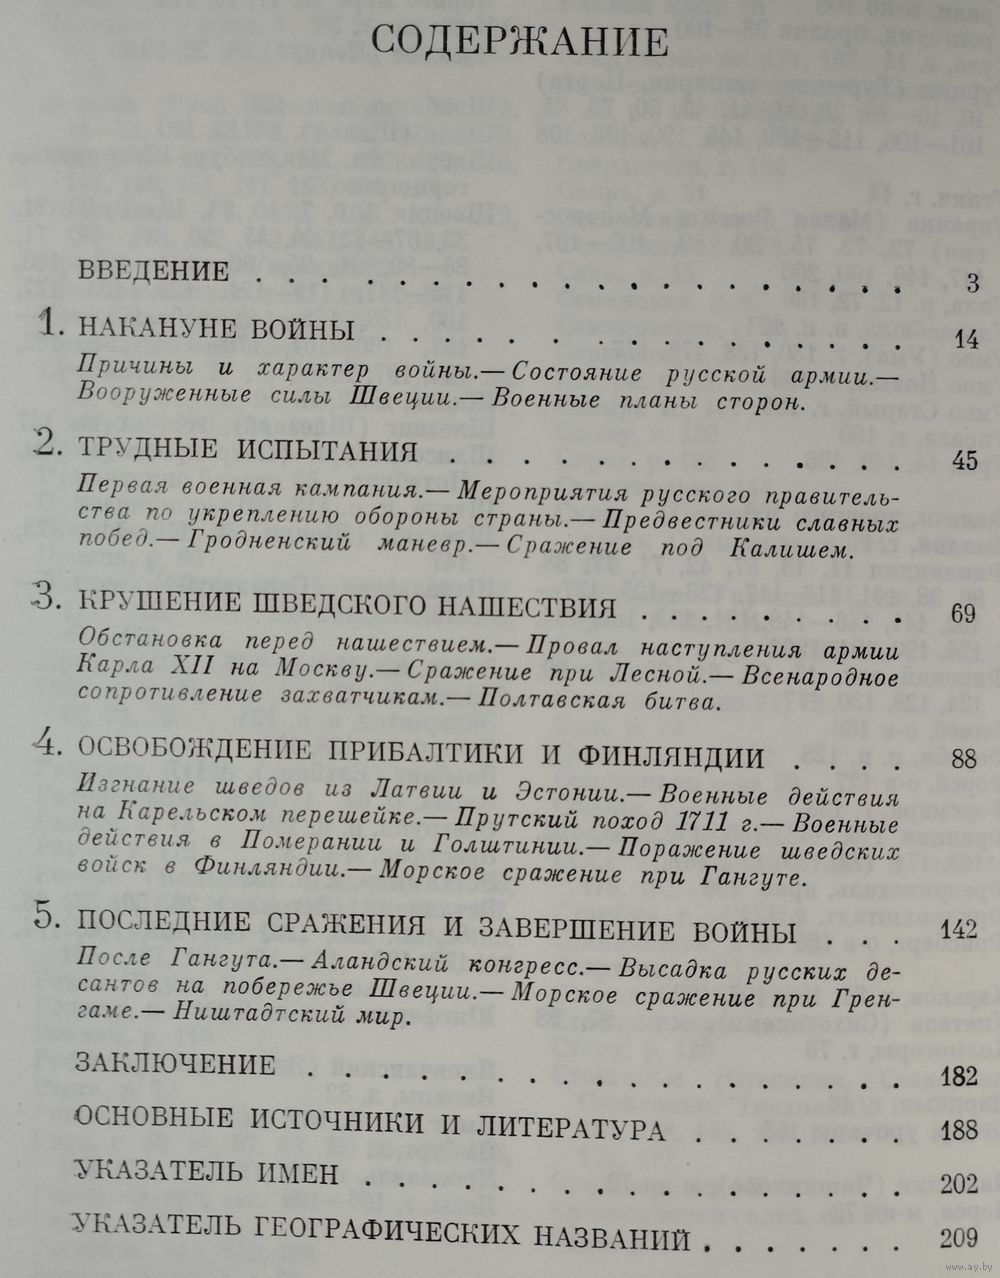 СОДЕРЖАНИЕ
ВВЕДЕНИЕ . . . . . . . . . . . . . . . . . . 3
1. НАКАНУНЕ ВОЙНЫ . . . . . . . . . . . . . . . 14
Причины и характер войны.— Состояние русской армии.—
Вооруженные силы Швеции.— Военные планы сторон.
2. ТРУДНЫЕ ИСПЫТАНИЯ . . . . . . . . . . . . . 45
Первая военная кампания.— Мероприятия русского правитель-
ства по укреплению обороны страны.— Предвестники славных
побед.— Гродненский маневр.— Сражение под Калишем.
3. КРУШЕНИЕ ШВЕДСКОГО НАШЕСТВИЯ . . . . . . . . . . 69
Обстановка перед нашествием.— Провал наступления армии
Карла XII на Москву.— Сражение при Лесной.— Всенародное
сопротивление захватчикам.— Полтавская битва.
4. ОСВОБОЖДЕНИЕ ПРИБАЛТИКИ И ФИНЛЯНДИИ . . . . 88
Изгнание шведов из Латвии и Эстонии.— Военные действия
на Карельском перешейке.— Прутский поход 1711 г.— Военные
действия в Померании и Голштинии.— Поражение шведских
войск в Финляндии.— Морское сражение при Гангуте.
5. ПОСЛЕДНИЕ СРАЖЕНИЯ И ЗАВЕРШЕНИЕ ВОЙНЫ . . . 142
После Гангута.— Аландский конгресс.— Высадка русских де-
сантов на побережье Швеции.— Морское сражение при Грен-
гаме.— Ништадтский мир.
ЗАКЛЮЧЕНИЕ . . . . . . . . . . . . . . . . 182
ОСНОВНЫЕ ИСТОЧНИКИ И ЛИТЕРАТУРА . . . . . . . 188
УКАЗАТЕЛЬ ИМЕН . . . . . . . . . . . . . . 202
УКАЗАТЕЛЬ ГЕОГРАФИЧЕСКИХ НАЗВАНИЙ . . . . . . . 209
www.ay.by